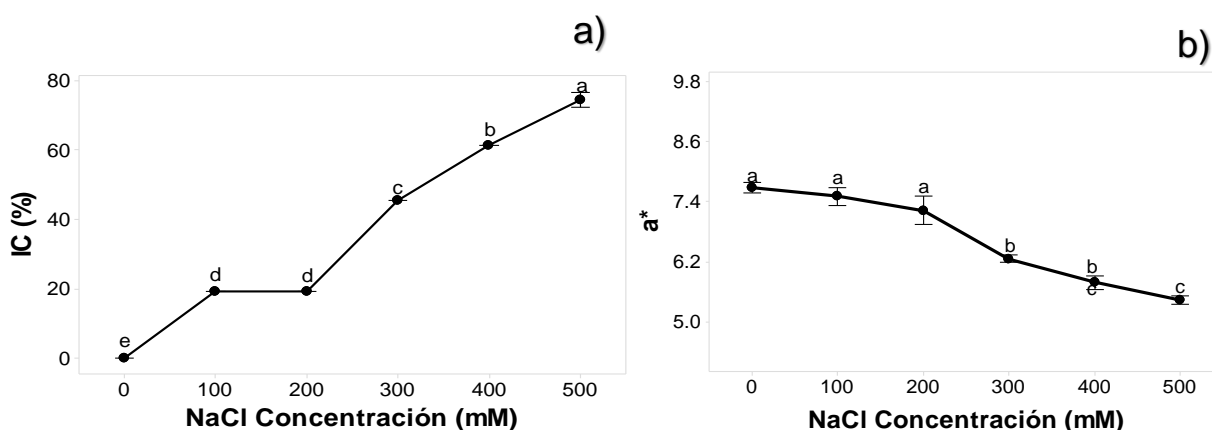 a)
80
60
40
20
0
IC (%)
e
d
d
c
b
a
0 100 200 300 400 500
NaCl Concentración (mM)
b)
9.8
8.6
7.4
6.2
5.0
a*
a
a
a
b
b
c
c
0 100 200 300 400 500
NaCl Concentración (mM)